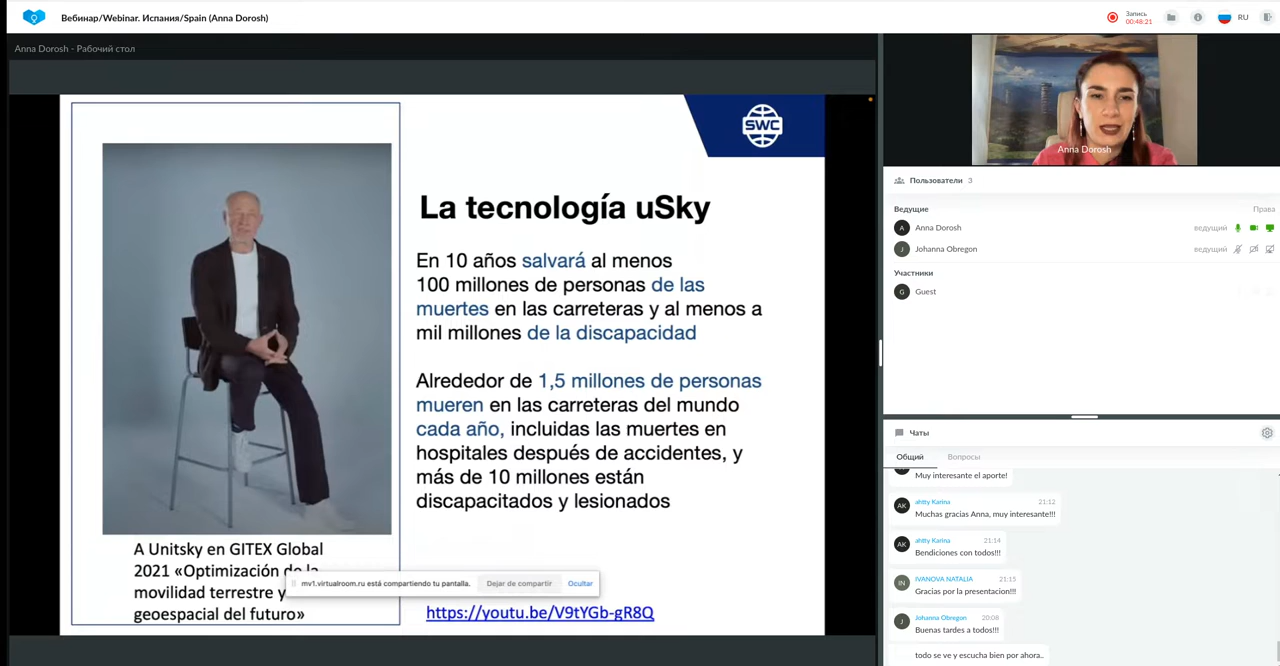 Вебинар/Webinar. Испания/Spain (Anna Dorosh)
Запись
00:48:21
RU
Anna Dorosh - Рабочий стол
SWC
La tecnología uSky
En 10 años salvará al menos
100 millones de personas de las
muertes en las carreteras y al menos a
mil millones de la discapacidad
Alrededor de 1,5 millones de personas
mueren en las carreteras del mundo
cada año, incluidas las muertes en
hospitales después de accidentes, y
más de 10 millones están
discapacitados y lesionados
A Unitsky en GITEX Global
2021 «Optimización de la
movilidad terrestre y
geoespacial del futuro»
mv1.virtualroom.ru está compartiendo tu pantalla.
Dejar de compartir
Ocultar
https://youtu.be/V9tYGb-gR8Q
Anna Dorosh
Пользователи 3
Ведущие Права
A Anna Dorosh ведущий
J Johanna Obregon ведущий
Участники
G Guest
Чаты
Общий Вопросы
Muy interesante el aporte!
AK ahtty Karina 21:12
Muchas gracias Anna, muy interesante!!!
AK ahtty Karina 21:14
Bendiciones con todos!!!
IN IVANOVA NATALIA 21:15
Gracias por la presentacion!!!
J Johanna Obregon 20:08
Buenas tardes a todos!!!
todo se ve y escucha bien por ahora..